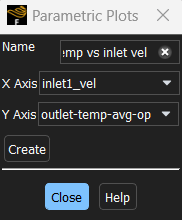 Parametric Plots
Name
emp vs inlet vel
X Axis inlet1_vel
Y Axis outlet-temp-avg-op
Create
Close Help